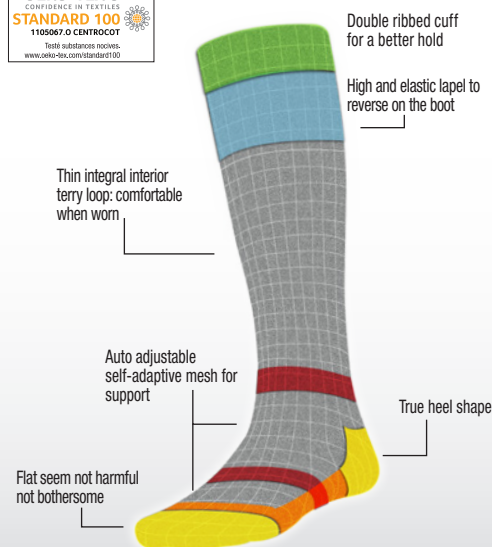 CONFIDENCE IN TEXTILES
STANDARD 100
1105067.O CENTROCOT
Testé substances nocives.
www.oeko-tex.com/standard100
Double ribbed cuff
for a better hold
High and elastic lapel to
reverse on the boot
Thin integral interior
terry loop: comfortable
when worn
Auto adjustable
self-adaptive mesh for
support
True heel shape
Flat seem not harmful
not bothersome